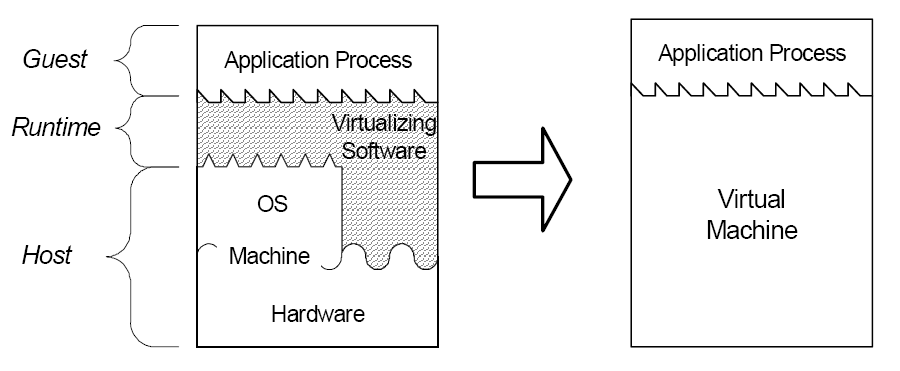 Guest
Application Process
Runtime
Virtualizing
Software
Host
OS
Machine
Hardware
Application Process
Virtual
Machine